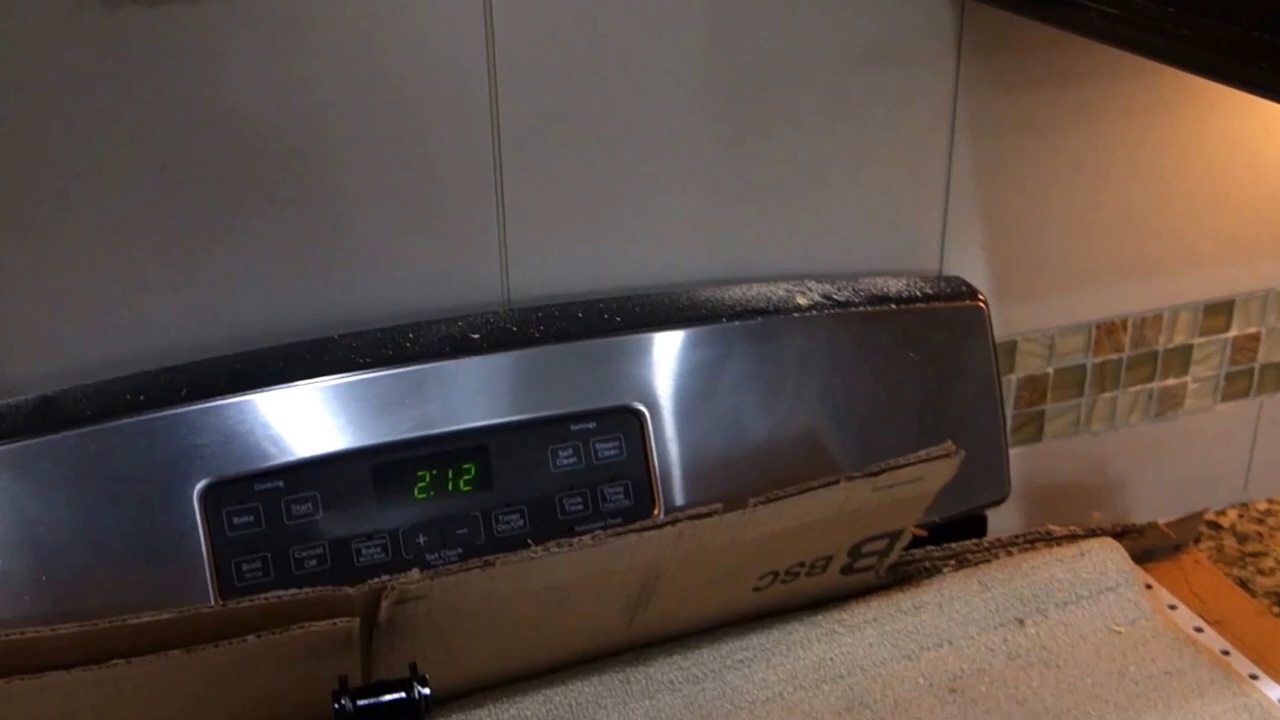 Settings
Self Clean
Steam Clean
2:12
Cooking
Bake
Start
Cook Time
Delay Time
Timer On/Off
+
−
Set Clock
Automatic Oven
Broil
Cancel Off
Bake
B BSC